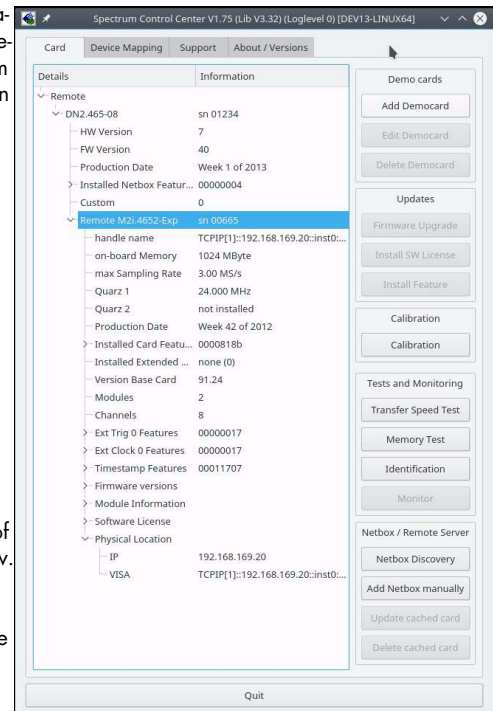 a-
e-
m
n
of
v.
e
Spectrum Control Center V1.75 (Lib V3.32) (Loglevel 0) [DEV13-LINUX64]
Card Device Mapping Support About / Versions
Details Information
Remote
DN2.465-08 sn 01234
HW Version 7
FW Version 40
Production Date Week 1 of 2013
Installed Netbox Featur... 00000004
Custom 0
Remote M2i.4652-Exp sn 00665
handle name TCPIP[1]::192.168.169.20::inst0:...
on-board Memory 1024 MByte
max Sampling Rate 3.00 MS/s
Quarz 1 24.000 MHz
Quarz 2 not installed
Production Date Week 42 of 2012
Installed Card Featu... 0000818b
Installed Extended ... none (0)
Version Base Card 91.24
Modules 2
Channels 8
Ext Trig 0 Features 00000017
Ext Clock 0 Features 00000017
Timestamp Features 00011707
Firmware versions
Module Information
Software License
Physical Location
IP 192.168.169.20
VISA TCPIP[1]::192.168.169.20::inst0:...
Demo cards
Add Democard
Edit Democard
Delete Democard
Updates
Firmware Upgrade
Install SW License
Install Feature
Calibration
Calibration
Tests and Monitoring
Transfer Speed Test
Memory Test
Identification
Monitor
Netbox / Remote Server
Netbox Discovery
Add Netbox manually
Update cached card
Delete cached card
Quit